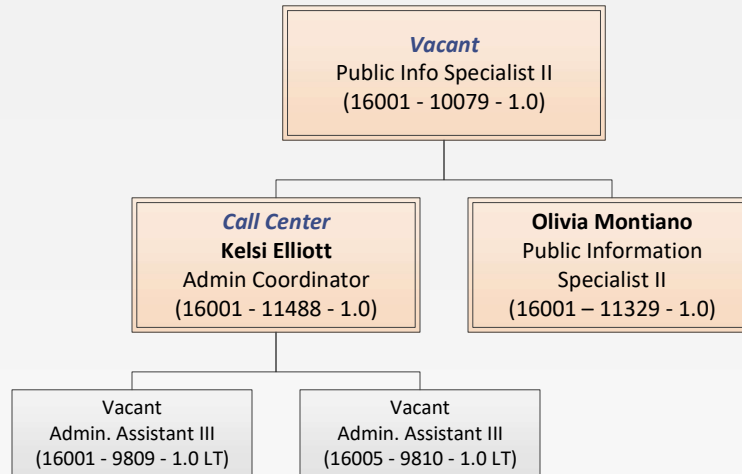 Vacant
Public Info Specialist II
(16001 - 10079 - 1.0)
Call Center
Kelsi Elliott
Admin Coordinator
(16001 - 11488 - 1.0)
Olivia Montiano
Public Information
Specialist II
(16001 – 11329 - 1.0)
Vacant
Admin. Assistant III
(16001 - 9809 - 1.0 LT)
Vacant
Admin. Assistant III
(16005 - 9810 - 1.0 LT)